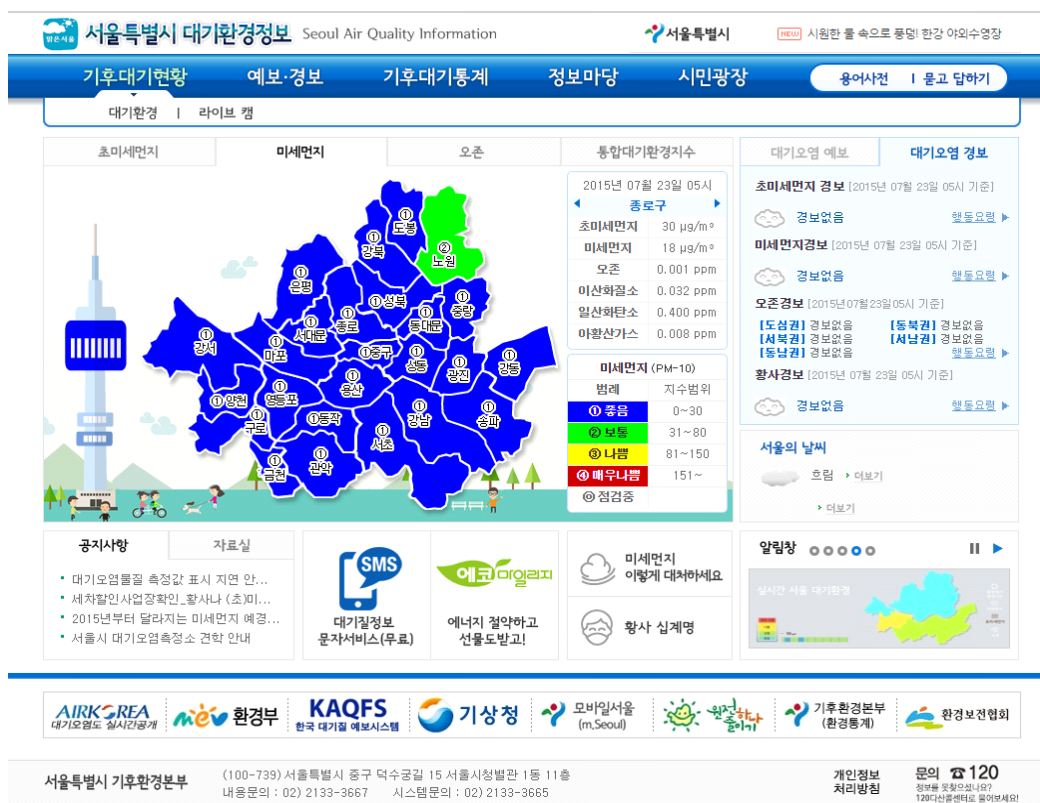 맑은서울 서울특별시 대기환경정보 Seoul Air Quality Information
서울특별시
NEW 시원한 물 속으로 풍덩! 한강 야외수영장
기후대기현황 예보·경보 기후대기통계 정보마당 시민광장
용어사전 | 묻고 답하기
대기환경 | 라이브 캠
초미세먼지 미세먼지 오존 통합대기환경지수
① 도봉
① 강북
② 노원
① 은평
① 성북
① 중랑
① 서대문
① 종로
① 동대문
① 강서
① 마포
① 중구
① 성동
① 광진
① 강동
① 양천
① 영등포
① 용산
① 구로
① 동작
① 강남
① 송파
① 서초
① 금천
① 관악
2015년 07월 23일 05시
종로구
초미세먼지 30 μg/m³
미세먼지 18 μg/m³
오존 0.001 ppm
이산화질소 0.032 ppm
일산화탄소 0.400 ppm
아황산가스 0.008 ppm
미세먼지 (PM-10)
범례 지수범위
① 좋음 0~30
② 보통 31~80
③ 나쁨 81~150
④ 매우나쁨 151~
◎ 점검중
대기오염 예보 대기오염 경보
초미세먼지 경보 [2015년 07월 23일 05시 기준]
경보없음 행동요령 ▶
미세먼지경보 [2015년 07월 23일 05시 기준]
경보없음 행동요령 ▶
오존경보 [2015년07월23일05시 기준]
[도심권] 경보없음 [동북권] 경보없음
[서북권] 경보없음 [서남권] 경보없음
[동남권] 경보없음 행동요령 ▶
황사경보 [2015년 07월 23일 05시 기준]
경보없음 행동요령 ▶
서울의 날씨
흐림 더보기
더보기
공지사항 자료실
대기오염물질 측정값 표시 지연 안...
세차할인사업장확인_황사나 (초)미...
2015년부터 달라지는 미세먼지 예경...
서울시 대기오염측정소 견학 안내
SMS
대기질정보
문자서비스(무료)
에코마일리지
에너지 절약하고
선물도받고!
미세먼지
이렇게 대처하세요
황사 십계명
알림창
실시간 서울 대기환경
AIRKOREA
대기오염도 실시간공개
mev 환경부
KAQFS
한국 대기질 예보시스템
기상청
모바일서울
(m,Seoul)
원전하나줄이기
기후환경본부
(환경통계)
환경보전협회
서울특별시 기후환경본부
(100-739) 서울특별시 중구 덕수궁길 15 서울시청별관 1동 11층
내용문의 : 02) 2133-3667 시스템문의 : 02) 2133-3665
개인정보
처리방침
문의 ☎120
정보를 못찾으셨나요?
120다산콜센터로 물어보세요!